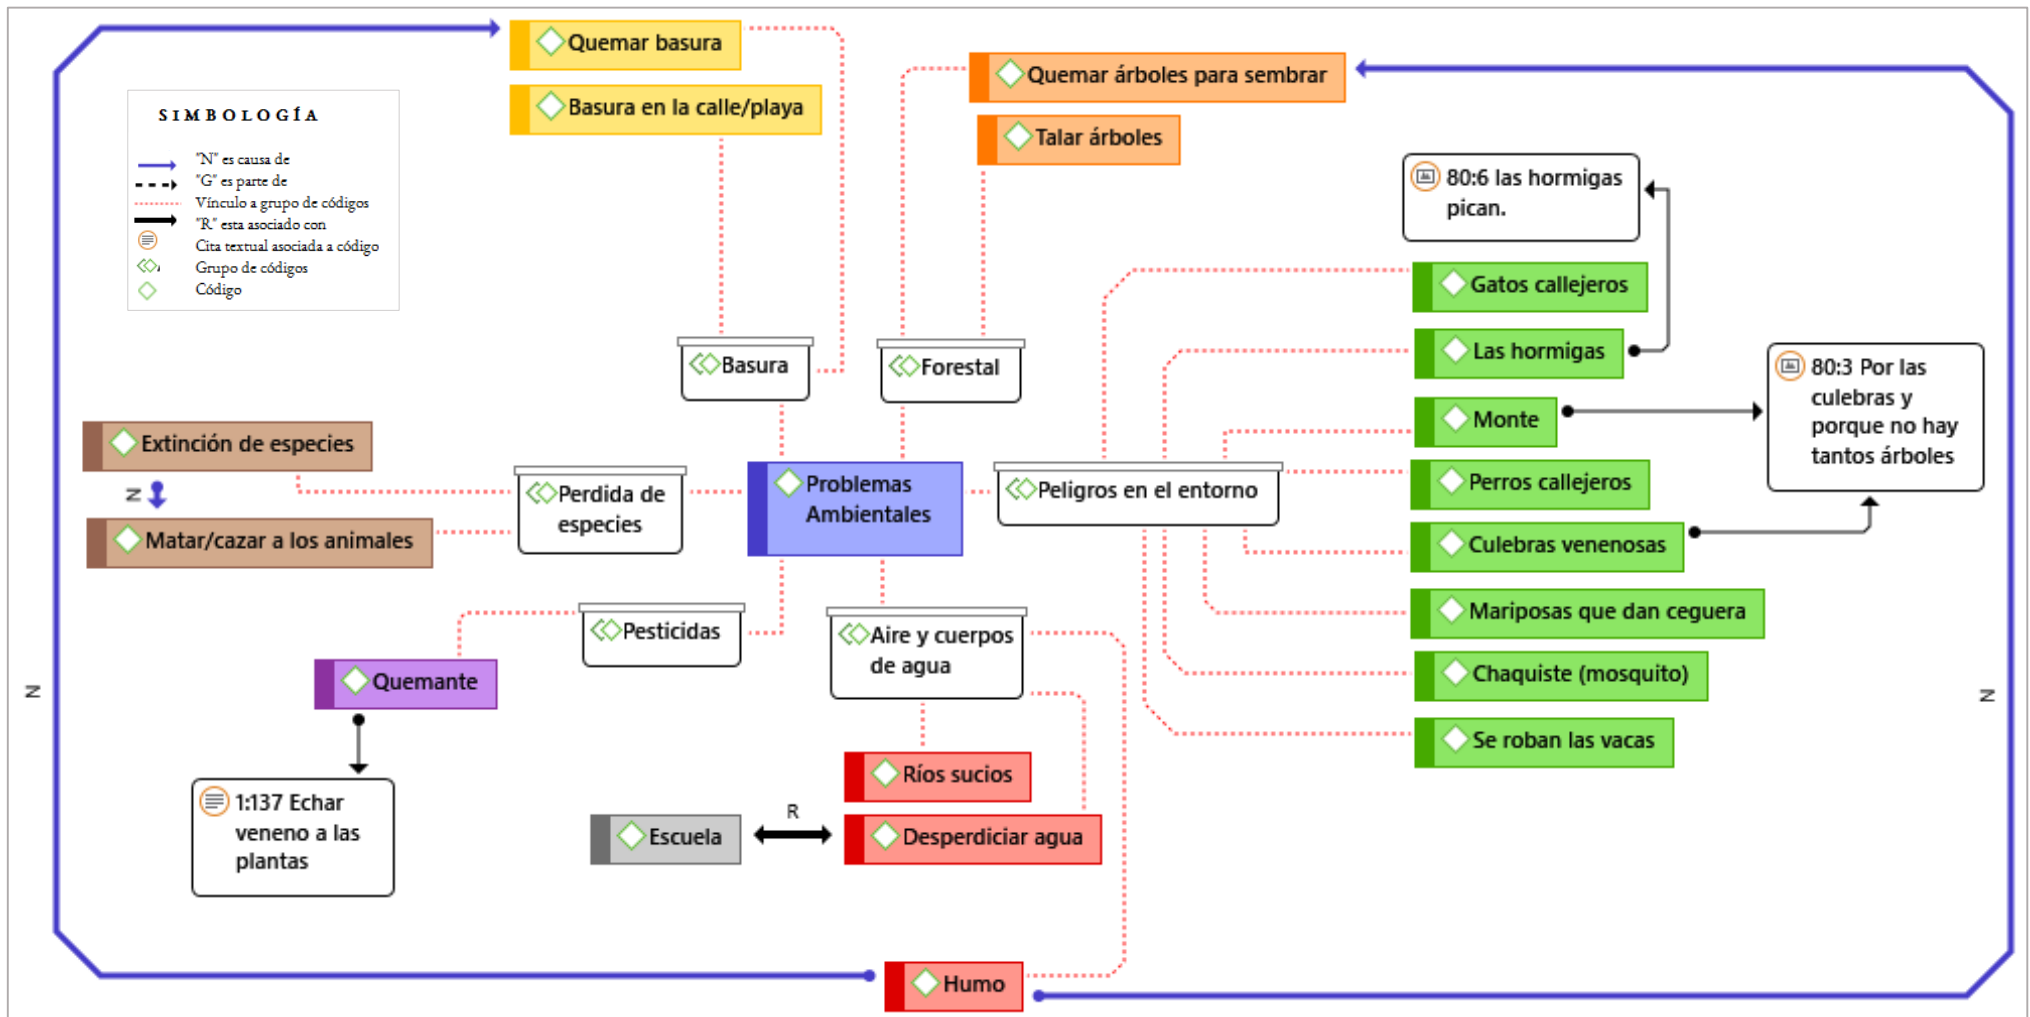 Quemar basura
Basura en la calle/playa
Quemar árboles para sembrar
Talar árboles
SIMBOLOGÍA
"N" es causa de
"G" es parte de
Vínculo a grupo de códigos
"R" esta asociado con
Cita textual asociada a código
Grupo de códigos
Código
80:6 las hormigas
pican.
Gatos callejeros
Las hormigas
Monte
Perros callejeros
Culebras venenosas
Mariposas que dan ceguera
Chaquiste (mosquito)
Se roban las vacas
80:3 Por las
culebras y
porque no hay
tantos árboles
Basura
Forestal
Extinción de especies
N
Matar/cazar a los animales
Perdida de
especies
Problemas
Ambientales
Peligros en el entorno
Pesticidas
Aire y cuerpos
de agua
Quemante
1:137 Echar
veneno a las
plantas
Ríos sucios
Escuela
R
Desperdiciar agua
Humo
N
N